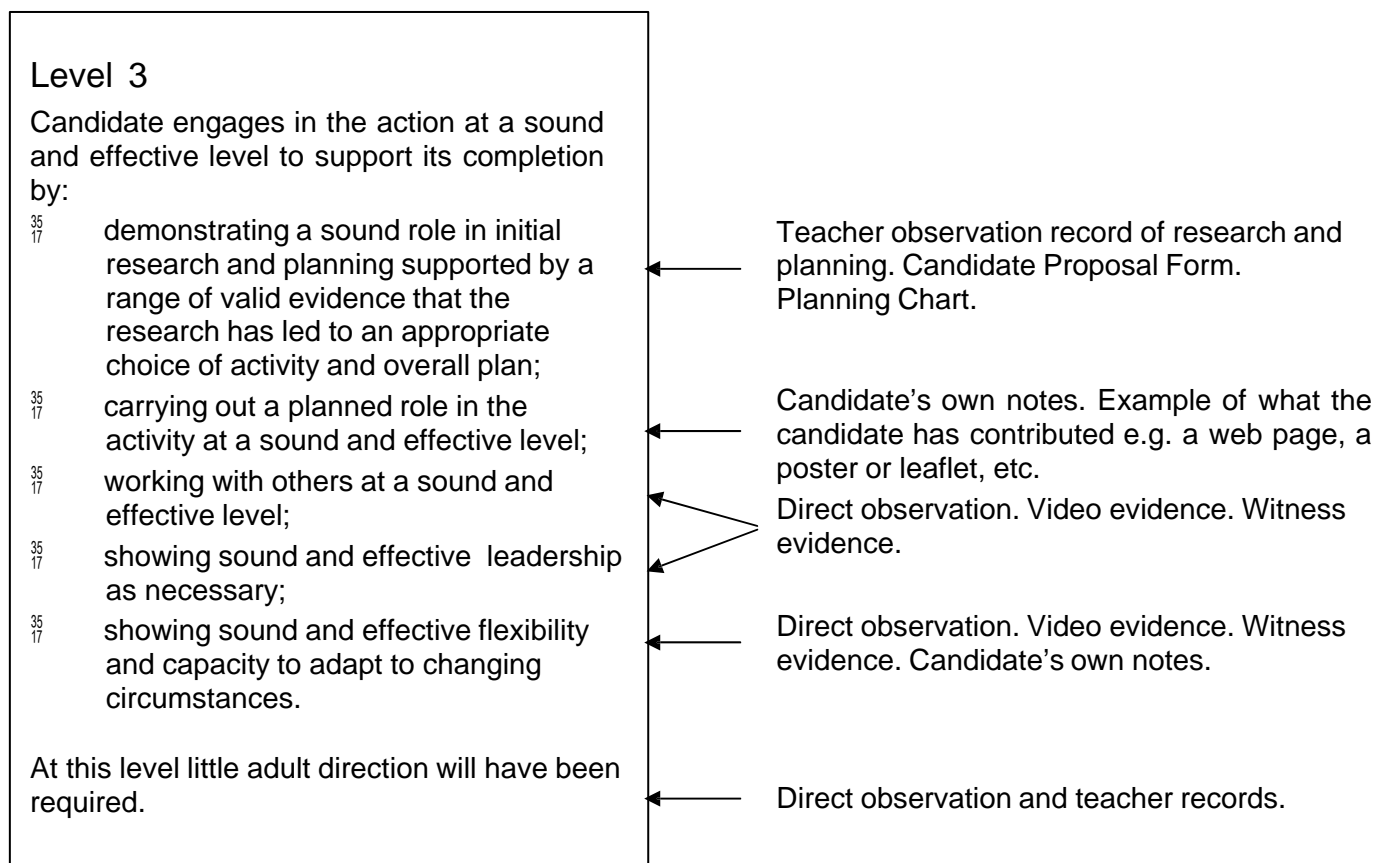 Level 3
Candidate engages in the action at a sound
and effective level to support its completion
by:
35
17
demonstrating a sound role in initial
research and planning supported by a
range of valid evidence that the
research has led to an appropriate
choice of activity and overall plan;
35
17
carrying out a planned role in the
activity at a sound and effective level;
35
17
working with others at a sound and
effective level;
35
17
showing sound and effective leadership
as necessary;
35
17
showing sound and effective flexibility
and capacity to adapt to changing
circumstances.
At this level little adult direction will have been
required.
Teacher observation record of research and
planning. Candidate Proposal Form.
Planning Chart.
Candidate's own notes. Example of what the
candidate has contributed e.g. a web page, a
poster or leaflet, etc.
Direct observation. Video evidence. Witness
evidence.
Direct observation. Video evidence. Witness
evidence. Candidate's own notes.
Direct observation and teacher records.